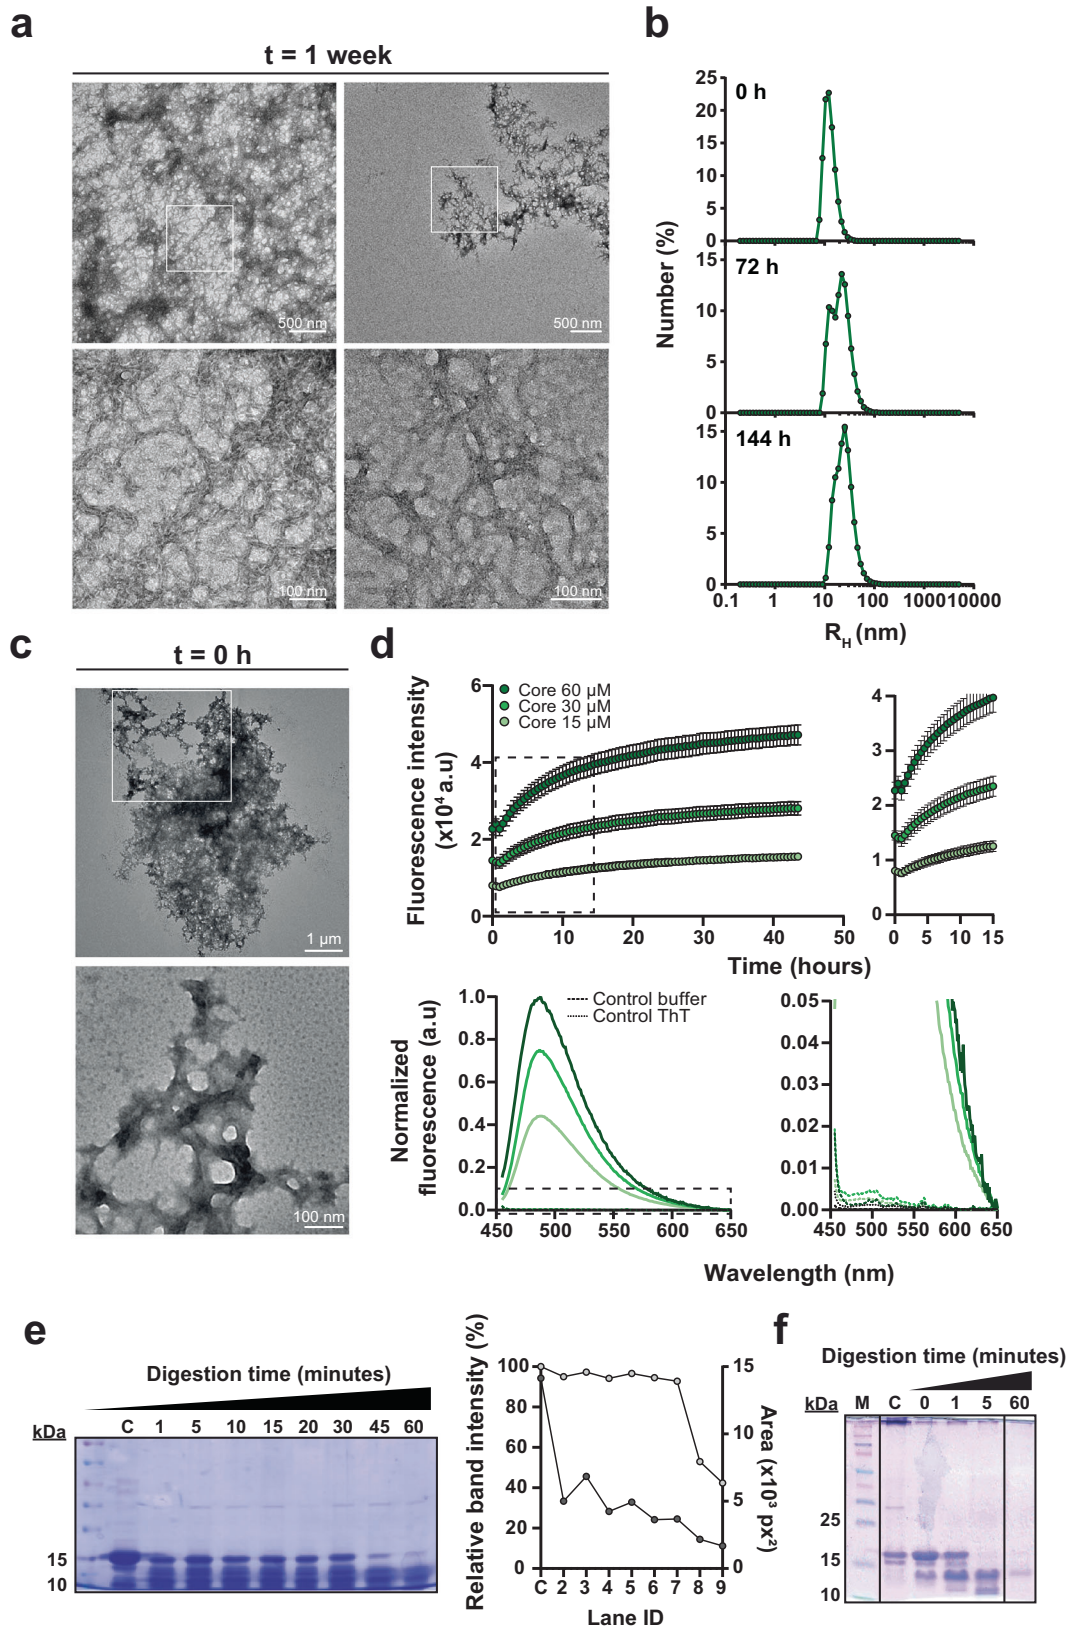 a
t = 1 week
500 nm
500 nm
100 nm
100 nm
b
25
20
15
10
5
0
0 h
15
10
5
0
72 h
15
10
5
0
144 h
Number (%)
0.1 1 10 100 1000 10000
R_H (nm)
c
t = 0 h
1 µm
100 nm
d
Fluorescence intensity
(x10⁴ a.u)
6
4
2
0
Core 60 µM
Core 30 µM
Core 15 µM
0 10 20 30 40 50
4
3
2
1
0
0 5 10 15
Time (hours)
Normalized
fluorescence (a.u)
1.0
0.8
0.6
0.4
0.2
0.0
Control buffer
Control ThT
450 500 550 600 650
0.05
0.04
0.03
0.02
0.01
0.00
450 500 550 600 650
Wavelength (nm)
e
Digestion time (minutes)
kDa
C 1 5 10 15 20 30 45 60
15
10
Relative band intensity (%)
100
80
60
40
20
0
C 2 3 4 5 6 7 8 9
Lane ID
15
10
5
0
Area (x10³ px²)
f
Digestion time (minutes)
kDa M C 0 1 5 60
25
15
10